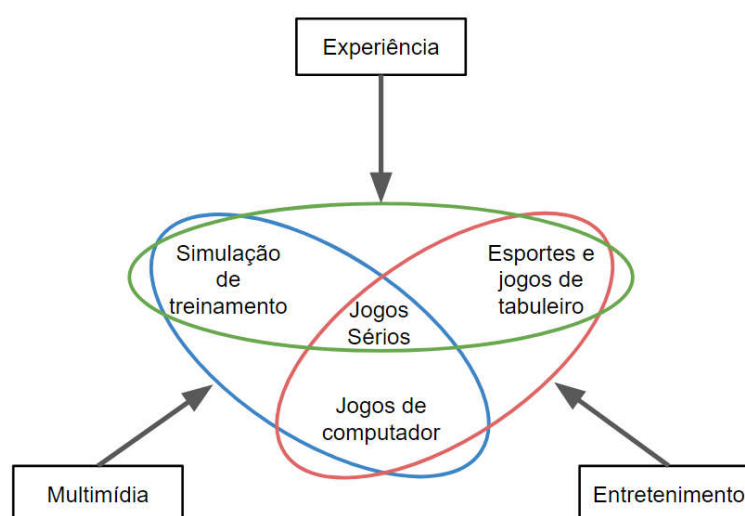 Experiência
Simulação
de
treinamento
Esportes e
jogos de
tabuleiro
Jogos
Sérios
Jogos de
computador
Multimídia
Entretenimento